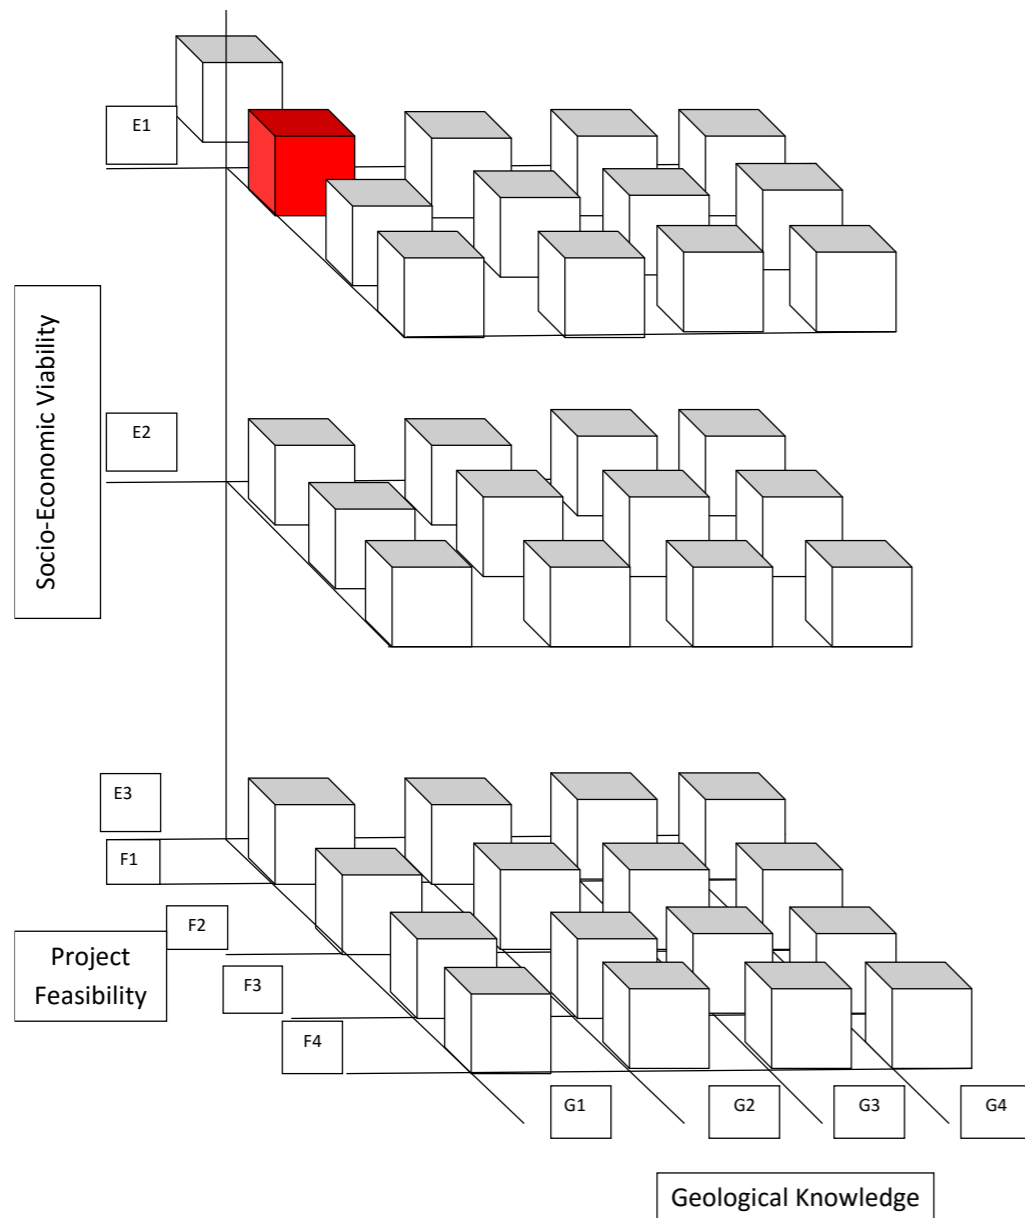 E1
Socio-Economic Viability
E2
E3
F1
F2
Project
Feasibility
F3
F4
G1
G2
G3
G4
Geological Knowledge